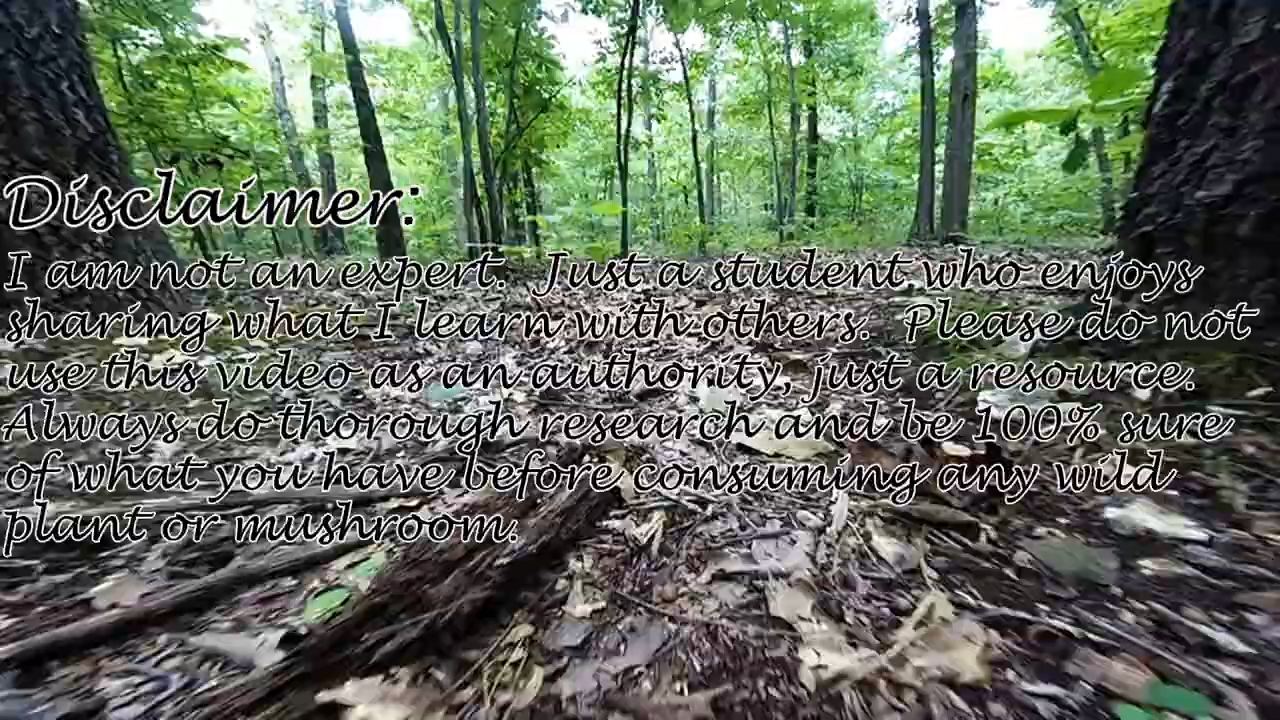 Disclaimer:
I am not an expert. Just a student who enjoys
sharing what I learn with others. Please do not
use this video as an authority, just a resource.
Always do thorough research and be 100% sure
of what you have before consuming any wild
plant or mushroom.